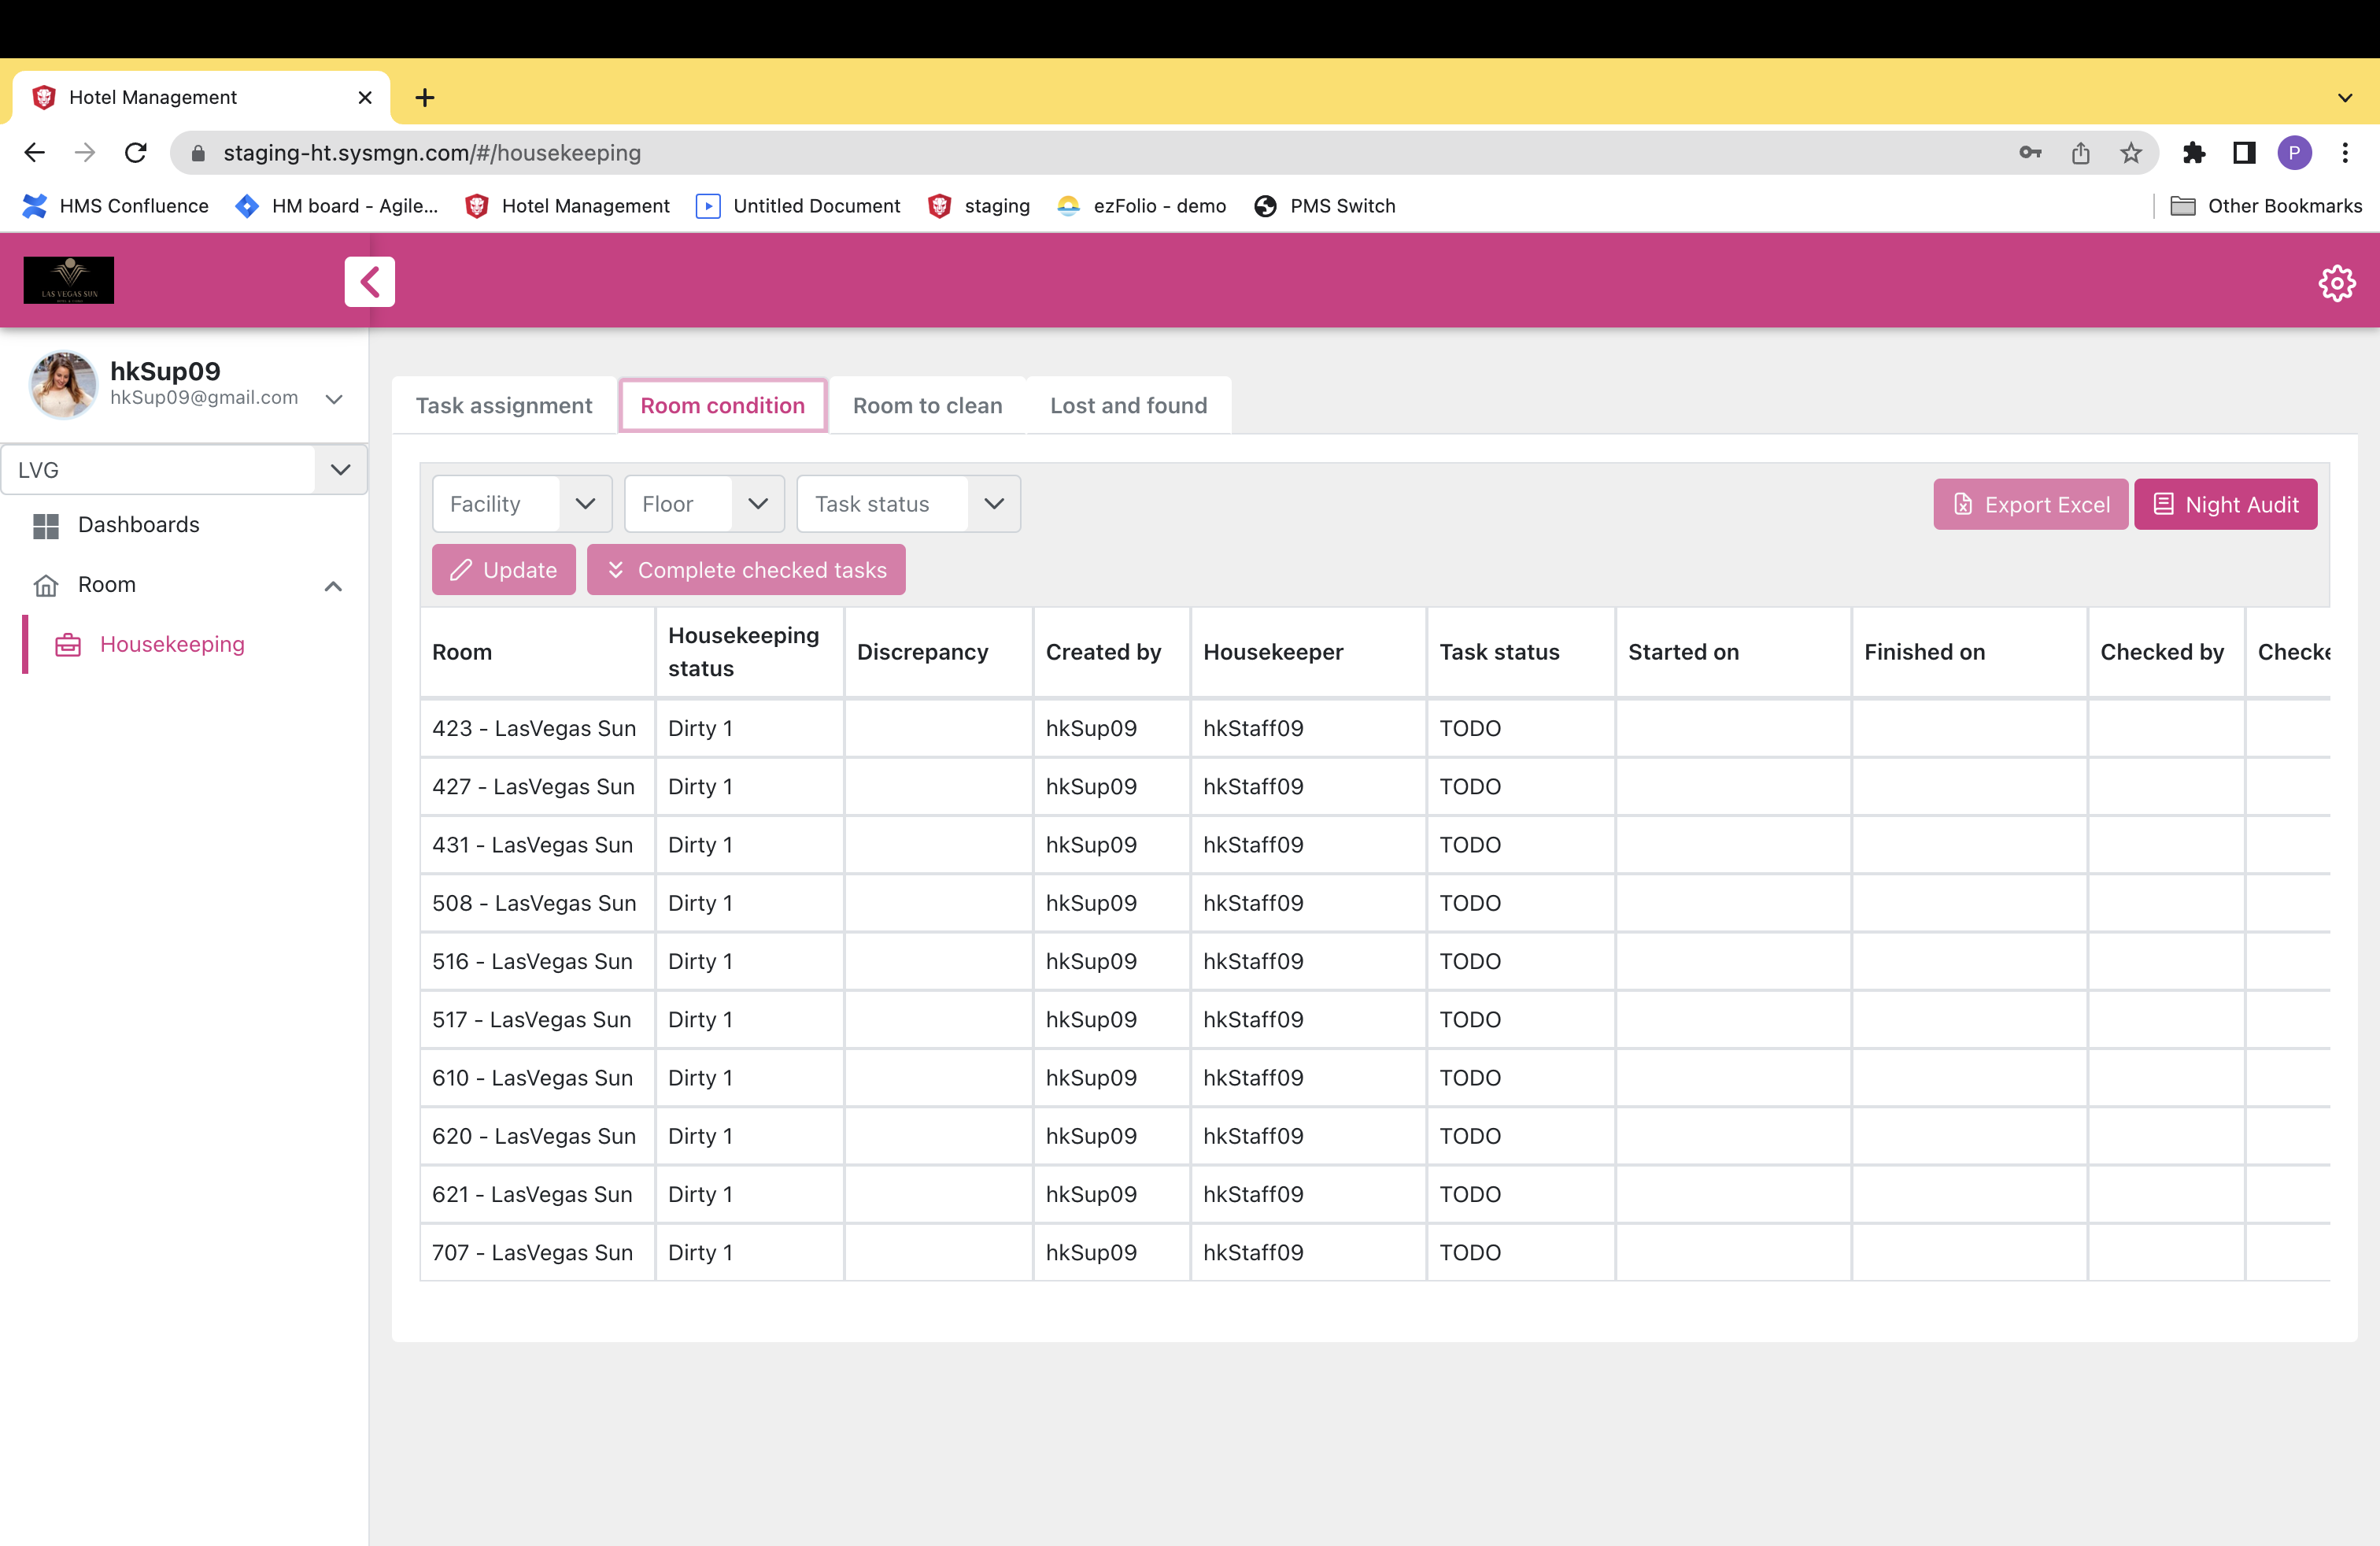 Hotel Management
staging-ht.sysmgn.com/#/housekeeping
P
HMS Confluence
HM board - Agile...
Hotel Management
Untitled Document
staging
ezFolio - demo
PMS Switch
Other Bookmarks
LAS VEGAS SUN
hkSup09
hkSup09@gmail.com
LVG
Dashboards
Room
Housekeeping
Task assignment
Room condition
Room to clean
Lost and found
Facility
Floor
Task status
Export Excel
Night Audit
Update
Complete checked tasks
Room Housekeeping status Discrepancy Created by Housekeeper Task status Started on Finished on Checked by Checke
423 - LasVegas Sun Dirty 1 hkSup09 hkStaff09 TODO
427 - LasVegas Sun Dirty 1 hkSup09 hkStaff09 TODO
431 - LasVegas Sun Dirty 1 hkSup09 hkStaff09 TODO
508 - LasVegas Sun Dirty 1 hkSup09 hkStaff09 TODO
516 - LasVegas Sun Dirty 1 hkSup09 hkStaff09 TODO
517 - LasVegas Sun Dirty 1 hkSup09 hkStaff09 TODO
610 - LasVegas Sun Dirty 1 hkSup09 hkStaff09 TODO
620 - LasVegas Sun Dirty 1 hkSup09 hkStaff09 TODO
621 - LasVegas Sun Dirty 1 hkSup09 hkStaff09 TODO
707 - LasVegas Sun Dirty 1 hkSup09 hkStaff09 TODO